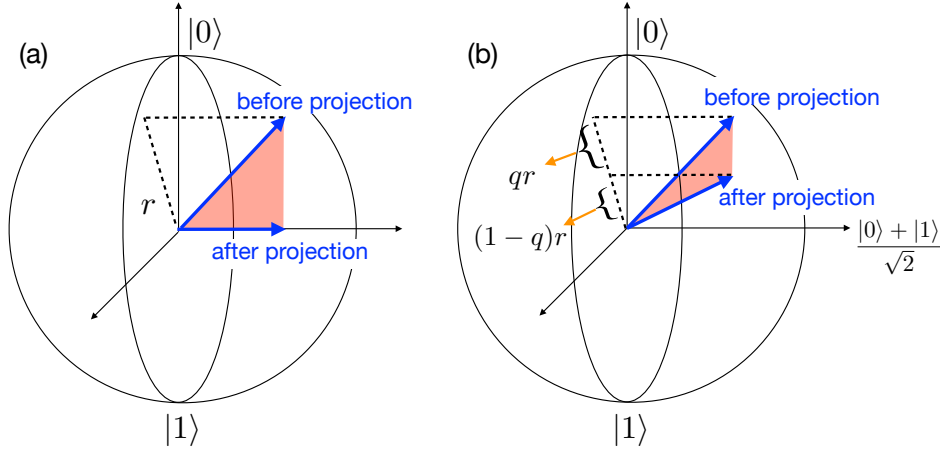 (a)
|0⟩
before projection
r
after projection
|1⟩
(b)
|0⟩
before projection
qr
after projection
(1 − q)r
|0⟩ + |1⟩
√2
|1⟩